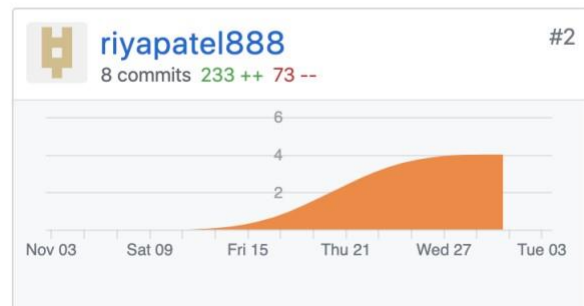 riyapatel888
#2
8 commits 233 ++ 73 --
6
4
2
Nov 03 Sat 09 Fri 15 Thu 21 Wed 27 Tue 03